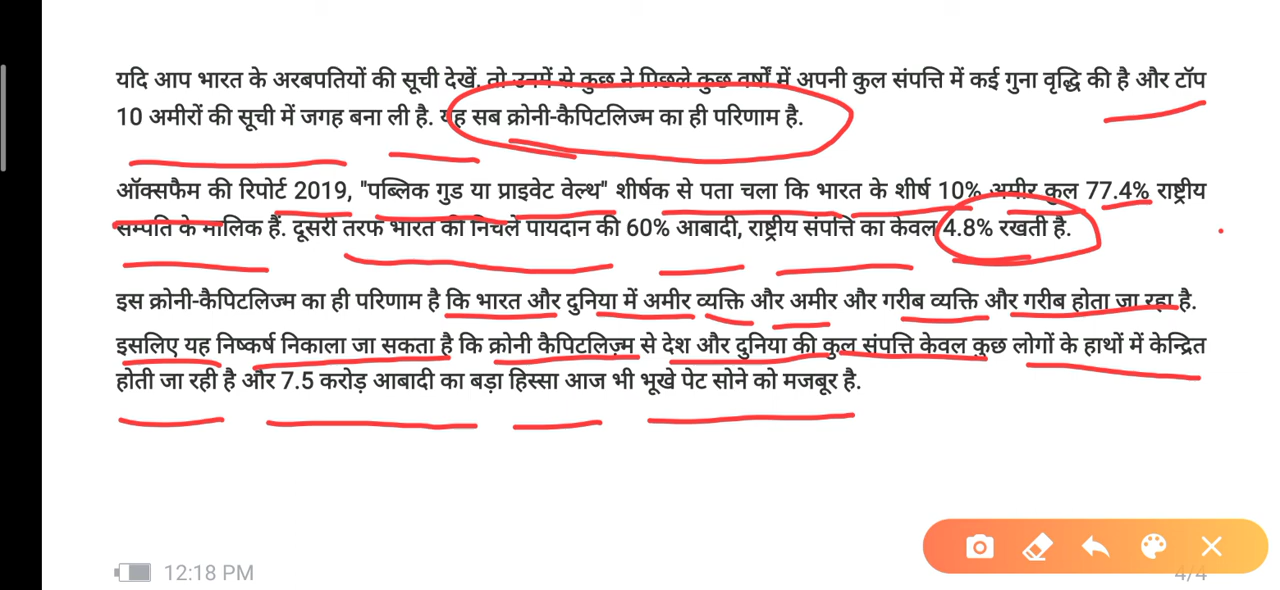 यदि आप भारत के अरबपतियों की सूची देखें, तो उनमें से कुछ ने पिछले कुछ वर्षों में अपनी कुल संपत्ति में कई गुना वृद्धि की है और टॉप
10 अमीरों की सूची में जगह बना ली है. यह सब क्रोनी-कैपिटलिज्म का ही परिणाम है.
ऑक्सफैम की रिपोर्ट 2019, "पब्लिक गुड या प्राइवेट वेल्थ" शीर्षक से पता चला कि भारत के शीर्ष 10% अमीर कुल 77.4% राष्ट्रीय
सम्पति के मालिक हैं. दूसरी तरफ भारत की निचले पायदान की 60% आबादी, राष्ट्रीय संपत्ति का केवल 4.8% रखती है.
इस क्रोनी-कैपिटलिज्म का ही परिणाम है कि भारत और दुनिया में अमीर व्यक्ति और अमीर और गरीब व्यक्ति और गरीब होता जा रहा है.
इसलिए यह निष्कर्ष निकाला जा सकता है कि क्रोनी कैपिटलिज़्म से देश और दुनिया की कुल संपत्ति केवल कुछ लोगों के हाथों में केन्द्रित
होती जा रही है और 7.5 करोड़ आबादी का बड़ा हिस्सा आज भी भूखे पेट सोने को मजबूर है.
12:18 PM
4/4